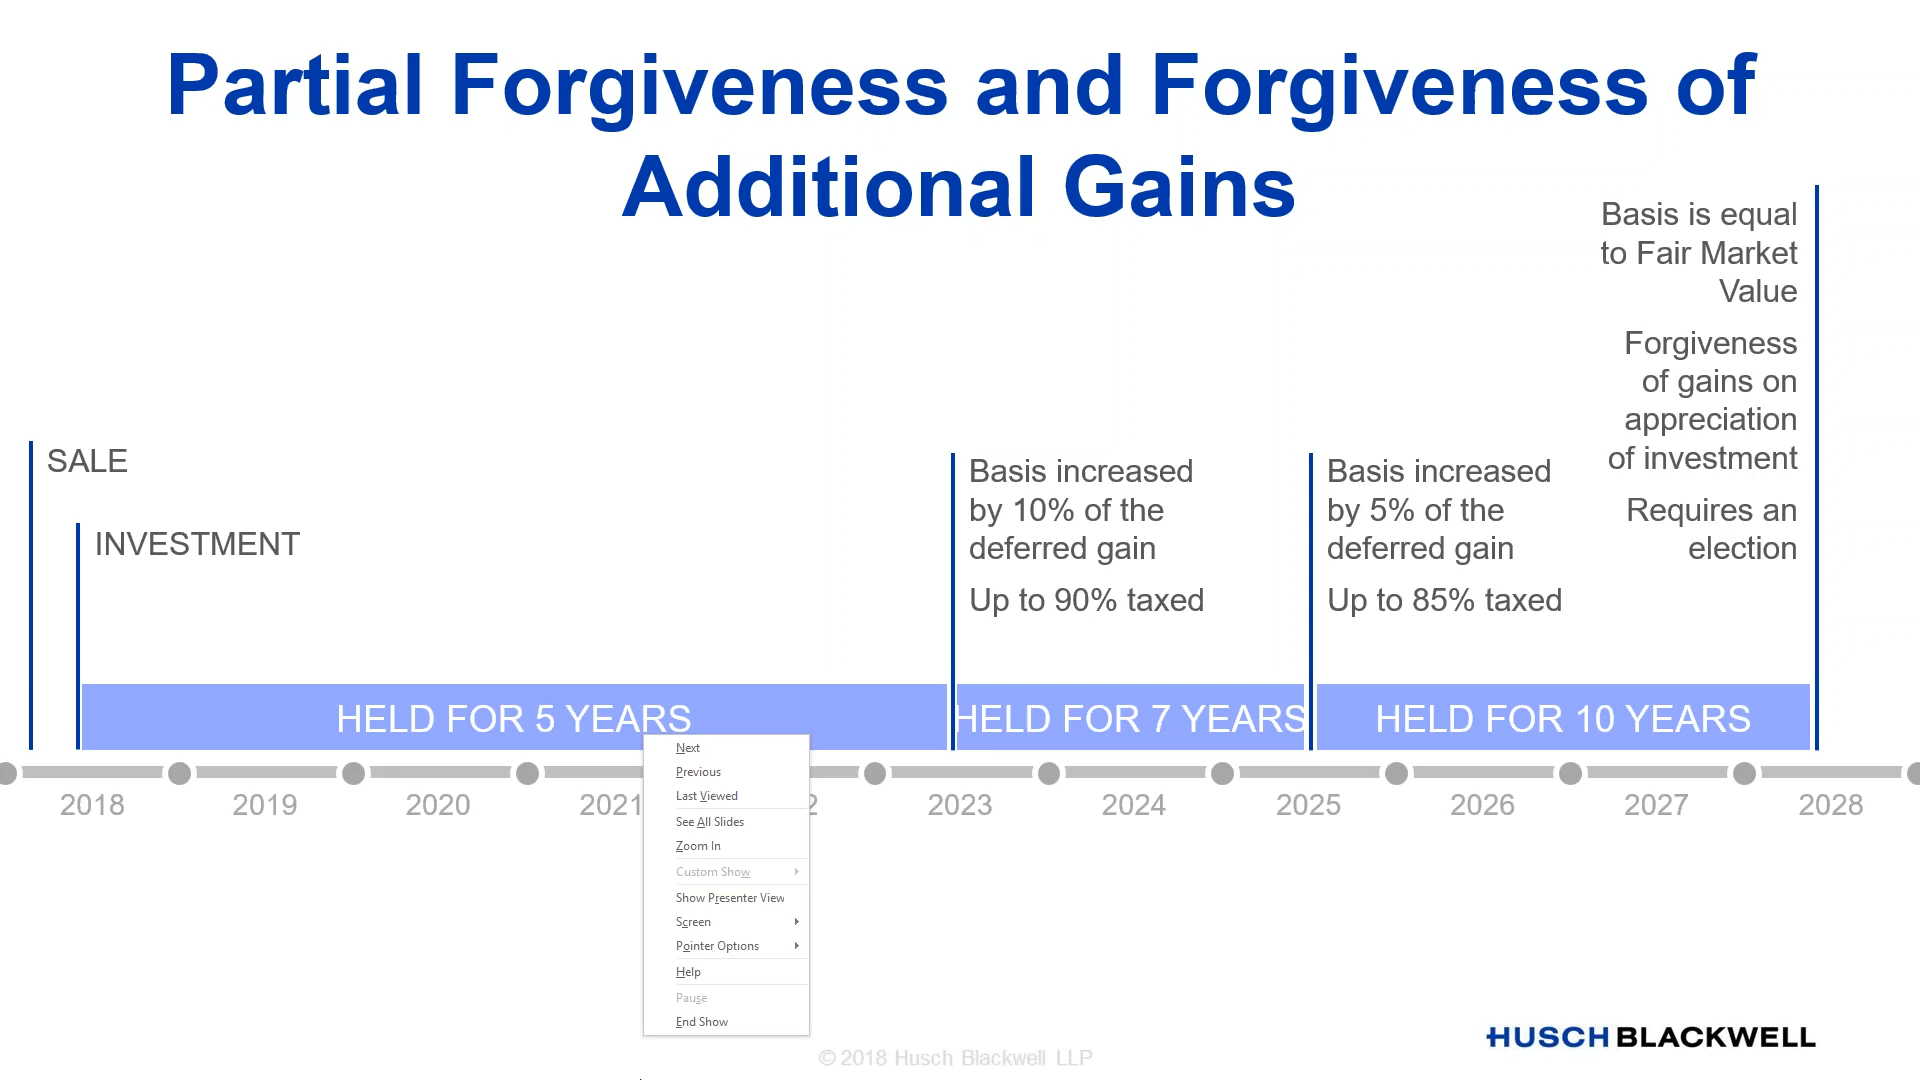 Partial Forgiveness and Forgiveness of
Additional Gains
SALE
INVESTMENT
Basis increased
by 10% of the
deferred gain
Up to 90% taxed
Basis increased
by 5% of the
deferred gain
Up to 85% taxed
Basis is equal
to Fair Market
Value
Forgiveness
of gains on
appreciation
of investment
Requires an
election
HELD FOR 5 YEARS
HELD FOR 7 YEARS
HELD FOR 10 YEARS
2018 2019 2020 2021 2 2023 2024 2025 2026 2027 2028
Next
Previous
Last Viewed
See All Slides
Zoom In
Custom Show
Show Presenter View
Screen
Pointer Options
Help
Pause
End Show
HUSCH BLACKWELL
© 2018 Husch Blackwell LLP